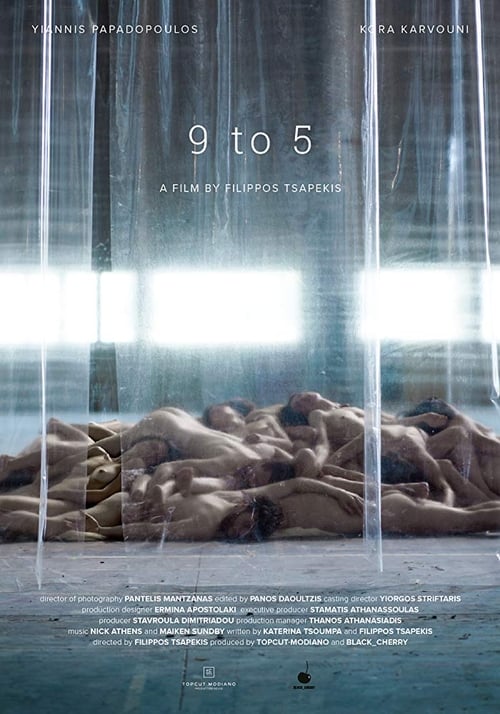 YIANNIS PAPADOPOULOS KORA KARVOUNI
9 to 5
A FILM BY FILIPPOS TSAPEKIS
director of photography PANTELIS MANTZANAS edited by PANOS DAOULTZIS casting director YIORGOS STRIFTARIS
production designer ERMINA APOSTOLAKI executive producer STAMATIS ATHANASSOULAS
producer STAVROULA DIMITRIADOU production manager THANOS ATHANASIADIS
music NICK ATHENS and MAIKEN SUNDBY written by KATERINA TSOUMPA and FILIPPOS TSAPEKIS
directed by FILIPPOS TSAPEKIS produced by TOPCUT-MODIANO and BLACK_CHERRY
TOPCUT MODIANO
BLACK_CHERRY